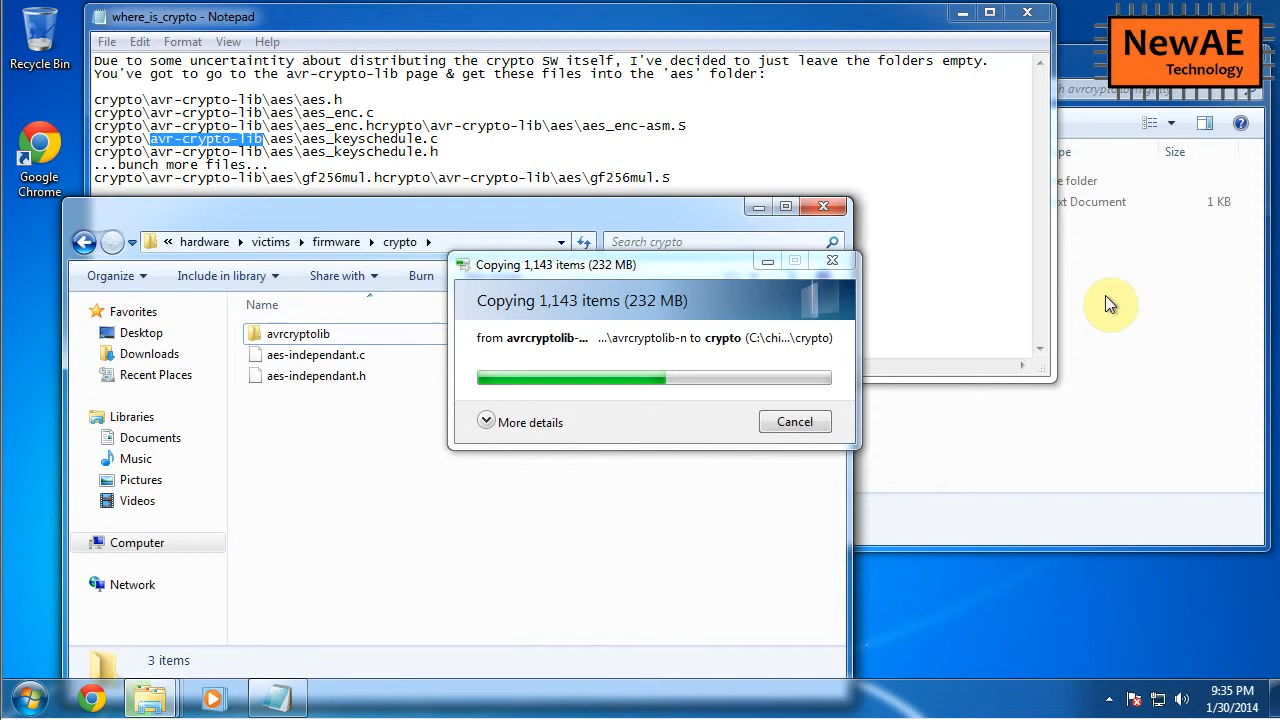 where_is_crypto - Notepad
File Edit Format View Help
Due to some uncertaintity about distributing the crypto SW itself, I've decided to just leave the folders empty.
You've got to go to the avr-crypto-lib page & get these files into the 'aes' folder:
crypto\avr-crypto-lib\aes\aes.h
crypto\avr-crypto-lib\aes\aes_enc.c
crypto\avr-crypto-lib\aes\aes_enc.hcrypto\avr-crypto-lib\aes\aes_enc-asm.S
crypto\avr-crypto-lib\aes\aes_keyschedule.c
crypto\avr-crypto-lib\aes\aes_keyschedule.h
...bunch more files...
crypto\avr-crypto-lib\aes\gf256mul.hcrypto\avr-crypto-lib\aes\gf256mul.S
NewAE
Technology
Recycle Bin
Google
Chrome
Size
e folder
xt Document 1 KB
« hardware victims firmware crypto
Search crypto
Organize Include in library Share with Burn
Favorites
Desktop
Downloads
Recent Places
Libraries
Documents
Music
Pictures
Videos
Computer
Network
Name
avrcryptolib
aes-independant.c
aes-independant.h
3 items
Copying 1,143 items (232 MB)
Copying 1,143 items (232 MB)
from avrcryptolib-... ...\avrcryptolib-n to crypto (C:\chi...\crypto)
More details
Cancel
9:35 PM
1/30/2014